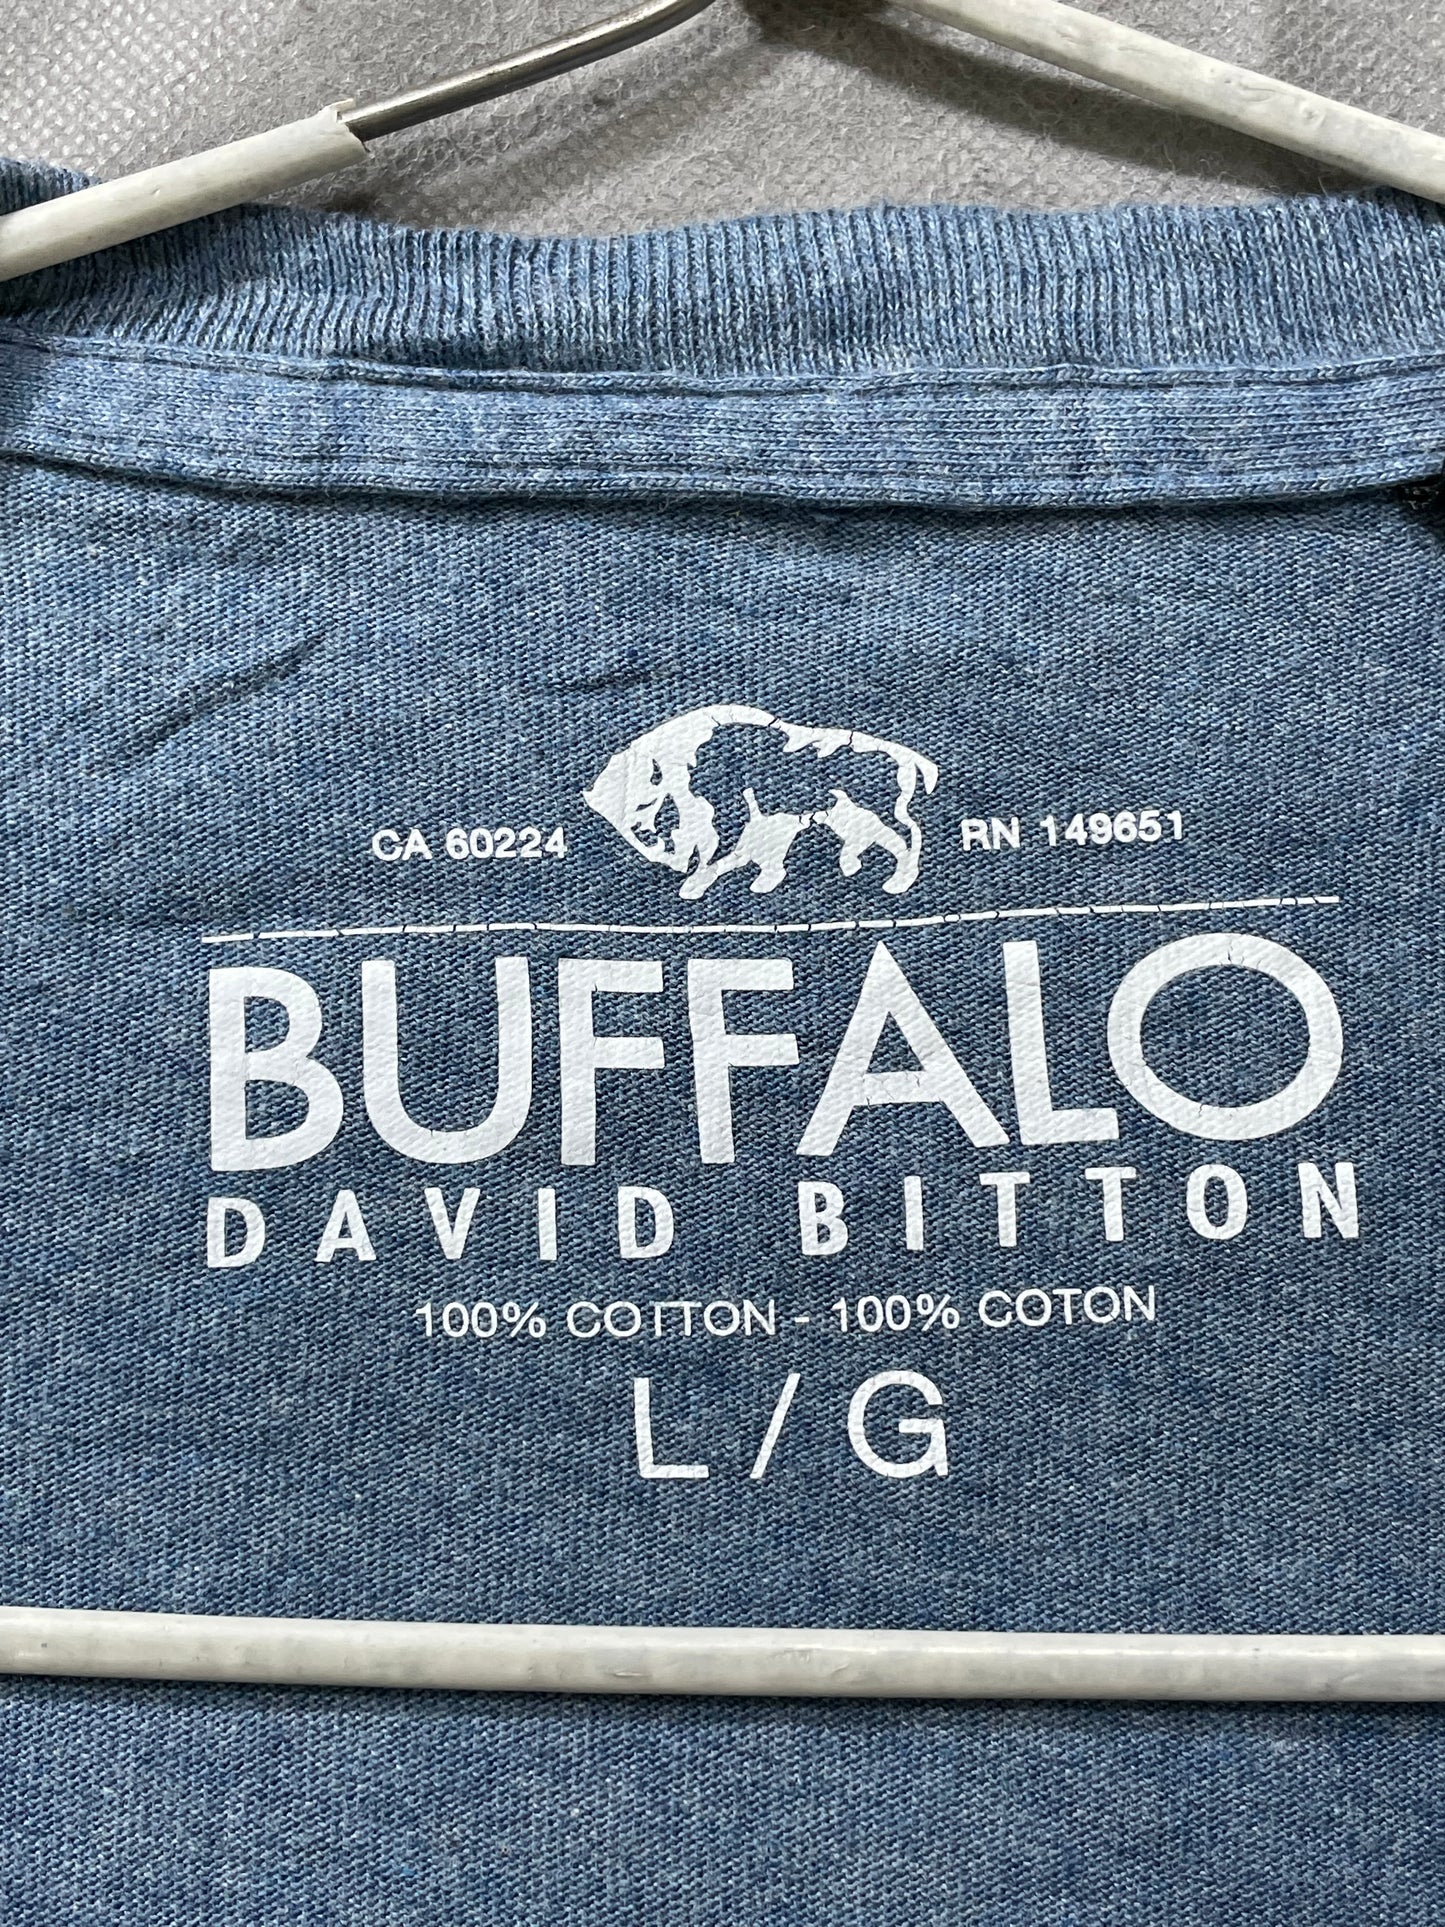 CA 60224 RN 149651
BUFFALO
DAVID BITTON
100% COTTON - 100% COTON
L / G